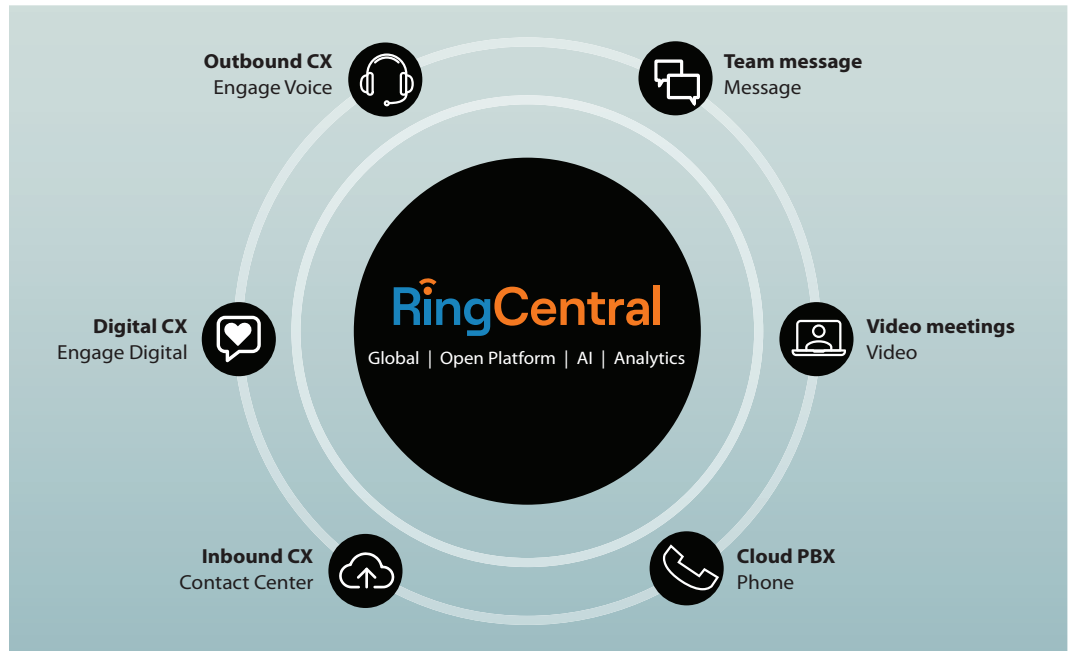 Outbound CX
Engage Voice
Team message
Message
Digital CX
Engage Digital
RingCentral
Global | Open Platform | AI | Analytics
Video meetings
Video
Inbound CX
Contact Center
Cloud PBX
Phone